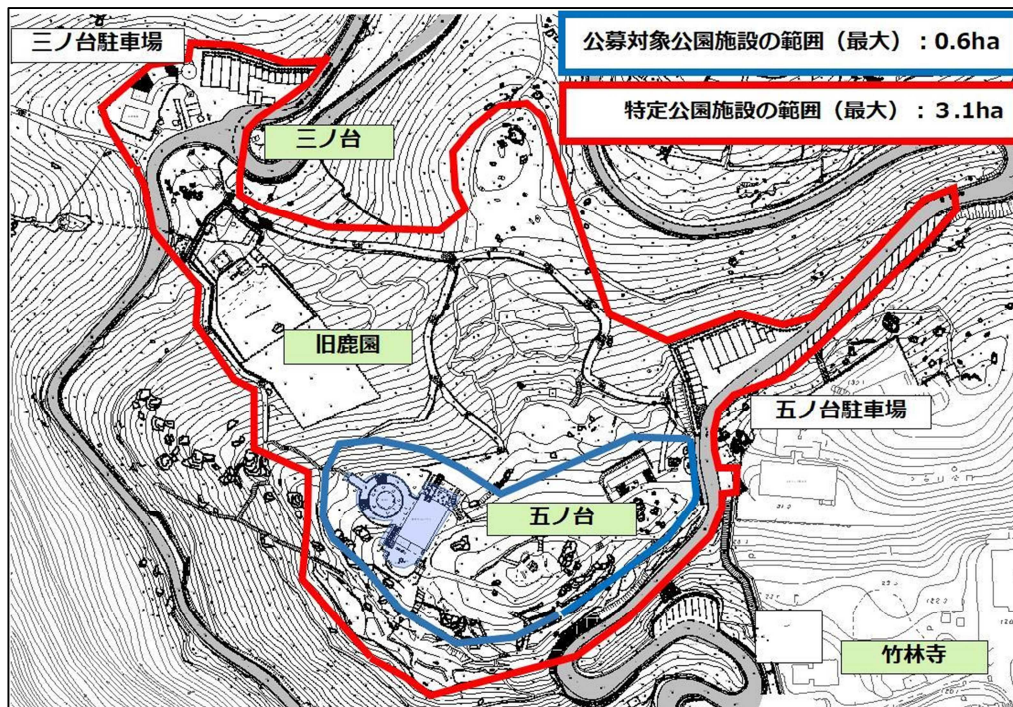 三ノ台駐車場
公募対象公園施設の範囲（最大）：0.6ha
特定公園施設の範囲（最大）：3.1ha
三ノ台
旧鹿園
五ノ台駐車場
五ノ台
竹林寺